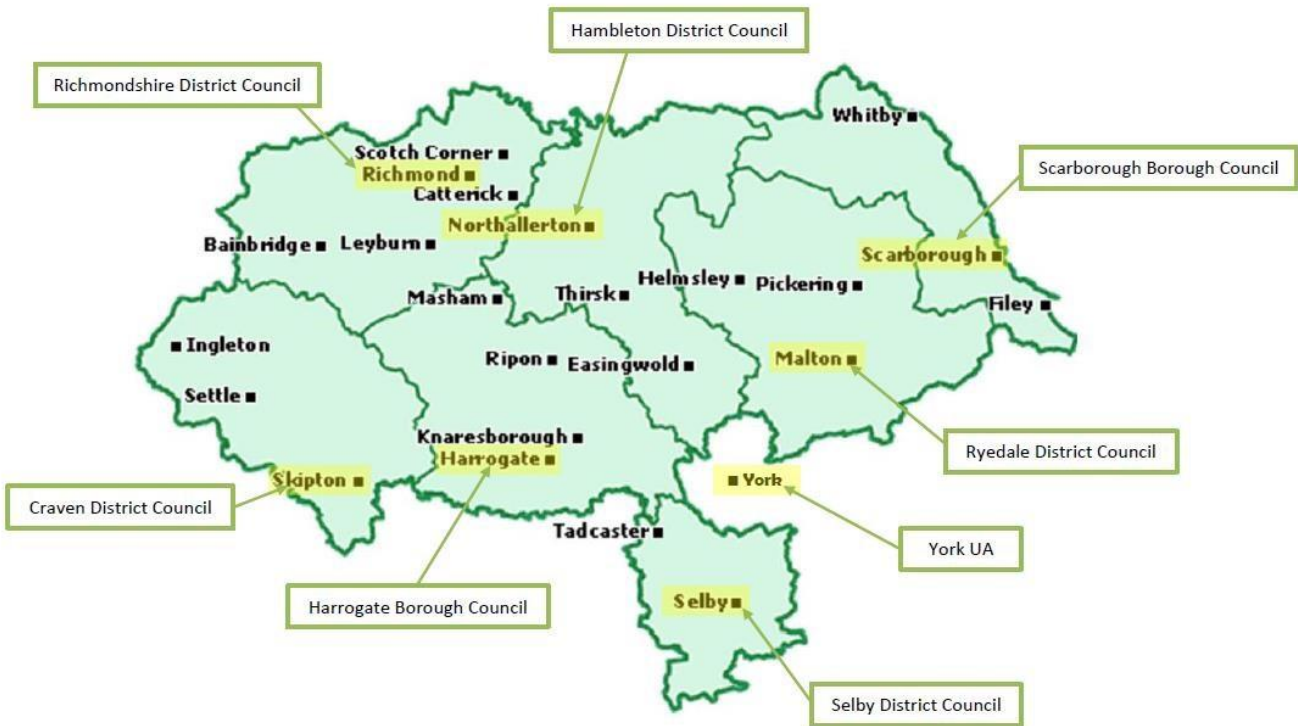 Hambleton District Council
Richmondshire District Council
Whitby
Scotch Corner
Richmond
Scarborough Borough Council
Catterick
Northallerton
Bainbridge
Leyburn
Scarborough
Helmsley
Pickering
Masham
Thirsk
Filey
Ingleton
Ripon
Easingwold
Malton
Settle
Knaresborough
Harrogate
Ryedale District Council
Skipton
York
Craven District Council
Tadcaster
York UA
Harrogate Borough Council
Selby
Selby District Council